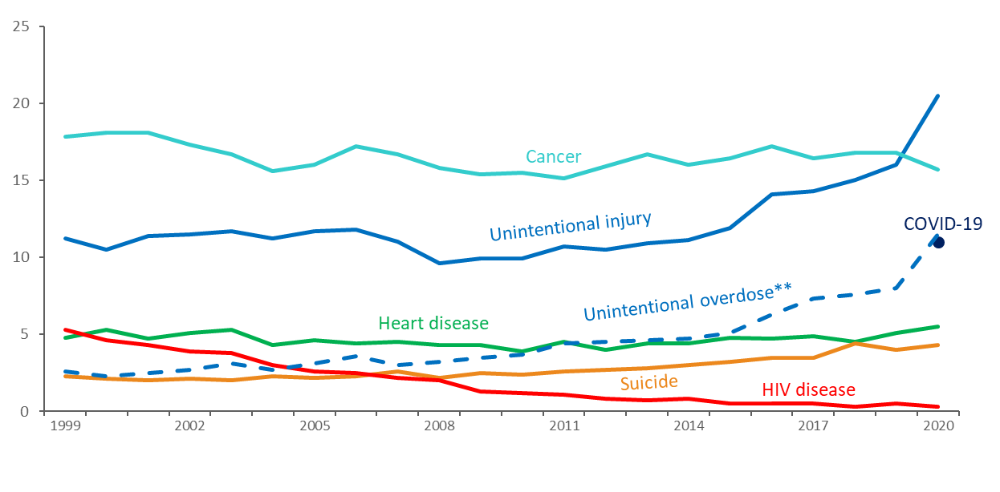 25
20
COVID-19
Cancer
15
Unintentional injury
10
Unintentional overdose**
Heart disease
5
Suicide
HIV disease
0
1999 2002 2005 2008 2011 2014 2017 2020